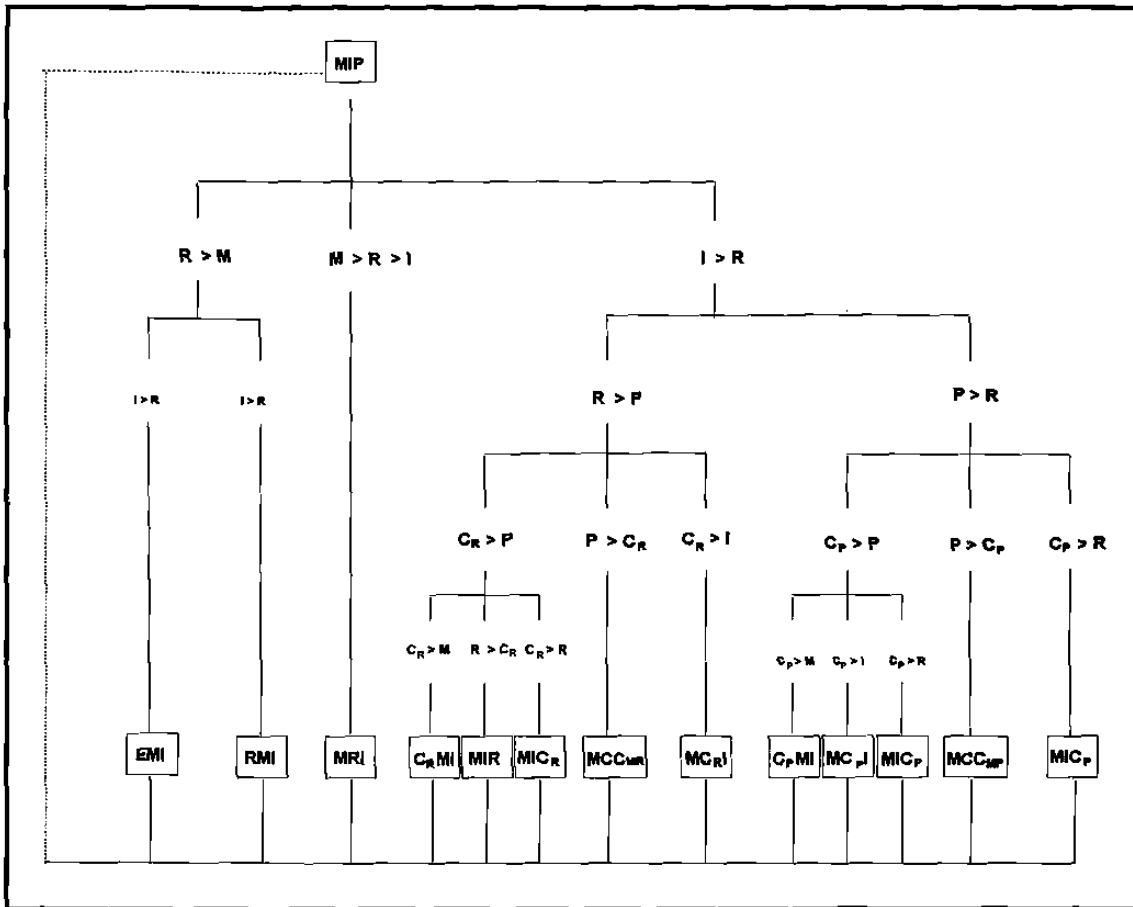 MIP
R > M M > R > I I > R
I > R I > R R > P P > R
C_R > P P > C_R C_R > I C_P > P P > C_P C_P > R
C_R > M R > C_R C_R > R C_P > M C_P > I C_P > R
EMI RMI MRI C_RMI MIR MIC_R MCC_MR MC_RI C_PMI MC_PI MIC_P MCC_MP MIC_P